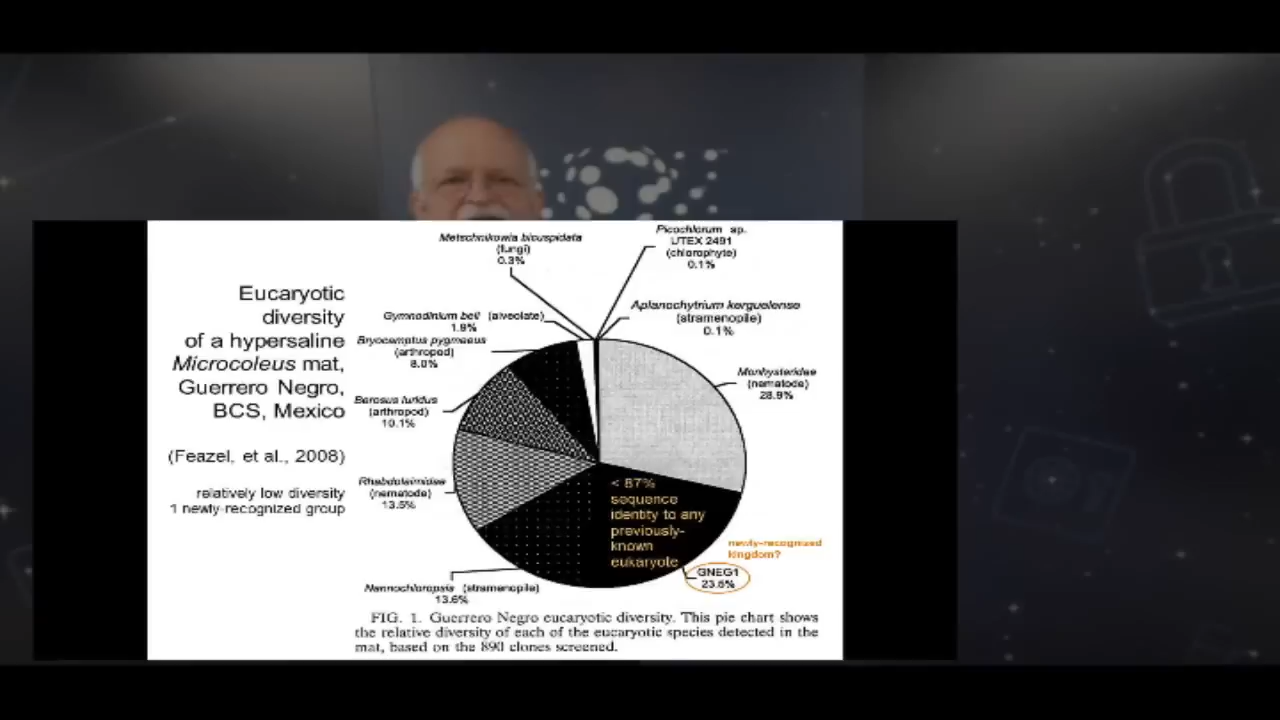 Eucaryotic
diversity
of a hypersaline
Microcoleus mat,
Guerrero Negro,
BCS, Mexico
(Feazel, et al., 2008)
relatively low diversity
1 newly-recognized group
Metschnikowia bicuspidata
(fungi)
0.3%
Picochlorum sp.
UTEX 2491
(chlorophyte)
0.1%
Aplanochytrium kerguelense
(stramenopile)
0.1%
Monhysteridae
(nematode)
28.9%
newly-recognized
kingdom?
GNEG1
23.5%
< 87%
sequence
identity to any
previously-
known
eukaryote
Nannochloropsis (stramenopile)
13.6%
Rhabdolaimidae
(nematode)
13.5%
Berosus luridus
(arthropod)
10.1%
Bryocamptus pygmaeus
(arthropod)
8.0%
Gymnodinium beii (alveolate)
1.9%
FIG. 1. Guerrero Negro eucaryotic diversity. This pie chart shows
the relative diversity of each of the eucaryotic species detected in the
mat, based on the 890 clones screened.